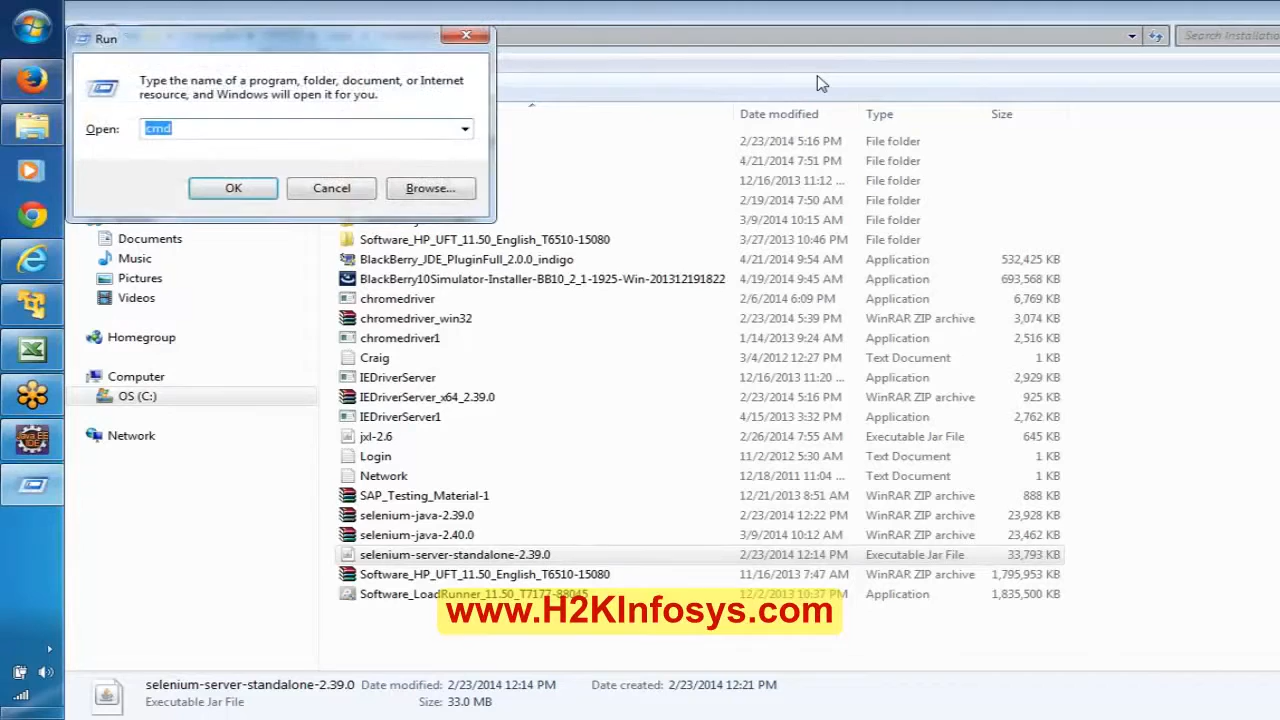 Run
Search Installatio
Type the name of a program, folder, document, or Internet
resource, and Windows will open it for you.
Open: cmd
OK Cancel Browse...
Date modified Type Size
2/23/2014 5:16 PM File folder
4/21/2014 7:51 PM File folder
12/16/2013 11:12 ... File folder
2/19/2014 7:50 AM File folder
3/9/2014 10:15 AM File folder
Documents
Music
Pictures
Videos
Homegroup
Computer
OS (C:)
Network
Software_HP_UFT_11.50_English_T6510-15080 3/27/2013 10:46 PM File folder
BlackBerry_JDE_PluginFull_2.0.0_indigo 4/21/2014 9:54 AM Application 532,425 KB
BlackBerry10Simulator-Installer-BB10_2_1-1925-Win-201312191822 4/19/2014 9:45 AM Application 693,568 KB
chromedriver 2/6/2014 6:09 PM Application 6,769 KB
chromedriver_win32 2/23/2014 5:39 PM WinRAR ZIP archive 3,074 KB
chromedriver1 1/14/2013 9:24 AM Application 2,516 KB
Craig 3/4/2012 12:27 PM Text Document 1 KB
IEDriverServer 12/16/2013 11:20 ... Application 2,929 KB
IEDriverServer_x64_2.39.0 2/23/2014 5:16 PM WinRAR ZIP archive 925 KB
IEDriverServer1 4/15/2013 3:32 PM Application 2,762 KB
jxl-2.6 2/26/2014 7:55 AM Executable Jar File 645 KB
Login 11/2/2012 5:30 AM Text Document 1 KB
Network 12/18/2011 11:04 ... Text Document 1 KB
SAP_Testing_Material-1 12/21/2013 8:51 AM WinRAR archive 888 KB
selenium-java-2.39.0 2/23/2014 12:22 PM WinRAR ZIP archive 23,928 KB
selenium-java-2.40.0 3/9/2014 10:12 AM WinRAR ZIP archive 23,462 KB
selenium-server-standalone-2.39.0 2/23/2014 12:14 PM Executable Jar File 33,793 KB
Software_HP_UFT_11.50_English_T6510-15080 11/16/2013 7:47 AM WinRAR ZIP archive 1,795,953 KB
Software_LoadRunner_11.50_T7177-88045 12/2/2013 10:37 PM Application 1,835,500 KB
www.H2KInfosys.com
selenium-server-standalone-2.39.0 Date modified: 2/23/2014 12:14 PM Date created: 2/23/2014 12:21 PM
Executable Jar File Size: 33.0 MB
Java EE
IDE